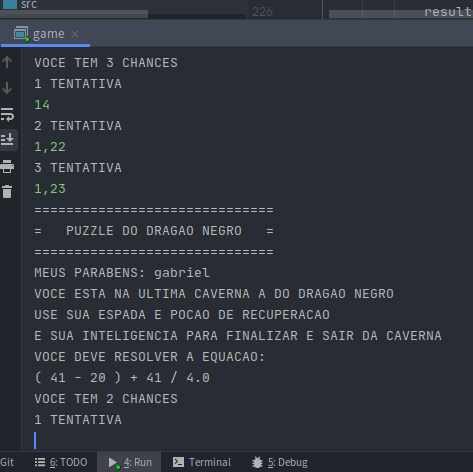 src
226
result
game
VOCE TEM 3 CHANCES
1 TENTATIVA
14
2 TENTATIVA
1,22
3 TENTATIVA
1,23
==============================
=   PUZZLE DO DRAGAO NEGRO   =
==============================
MEUS PARABENS: gabriel
VOCE ESTA NA ULTIMA CAVERNA A DO DRAGAO NEGRO
USE SUA ESPADA E POCAO DE RECUPERACAO
E SUA INTELIGENCIA PARA FINALIZAR E SAIR DA CAVERNA
VOCE DEVE RESOLVER A EQUACAO:
( 41 - 20 ) + 41 / 4.0
VOCE TEM 2 CHANCES
1 TENTATIVA
Git 6: TODO 4: Run Terminal 5: Debug